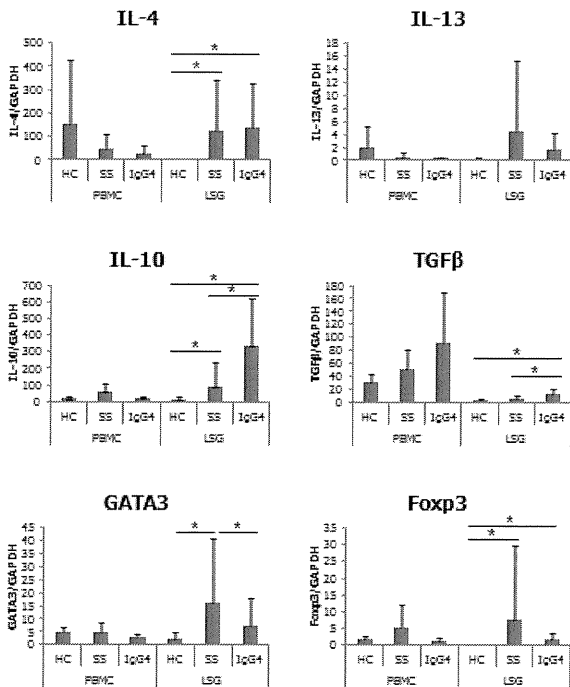 IL-4
IL-4/GAPDH
500
400
300
200
100
0
* *
HC SS IgG4 HC SS IgG4
PBMC LSG
IL-13
IL-13/GAPDH
18
16
14
12
10
8
6
4
2
0
HC SS IgG4 HC SS IgG4
PBMC LSG
IL-10
IL-10/GAPDH
700
600
500
400
300
200
100
0
* * *
HC SS IgG4 HC SS IgG4
PBMC LSG
TGFβ
TGFβ/GAPDH
180
160
140
120
100
80
60
40
20
0
* *
HC SS IgG4 HC SS IgG4
PBMC LSG
GATA3
GATA3/GAPDH
45
40
35
30
25
20
15
10
5
0
* *
HC SS IgG4 HC SS IgG4
PBMC LSG
Foxp3
Foxp3/GAPDH
35
30
25
20
15
10
5
0
* *
HC SS IgG4 HC SS IgG4
PBMC LSG